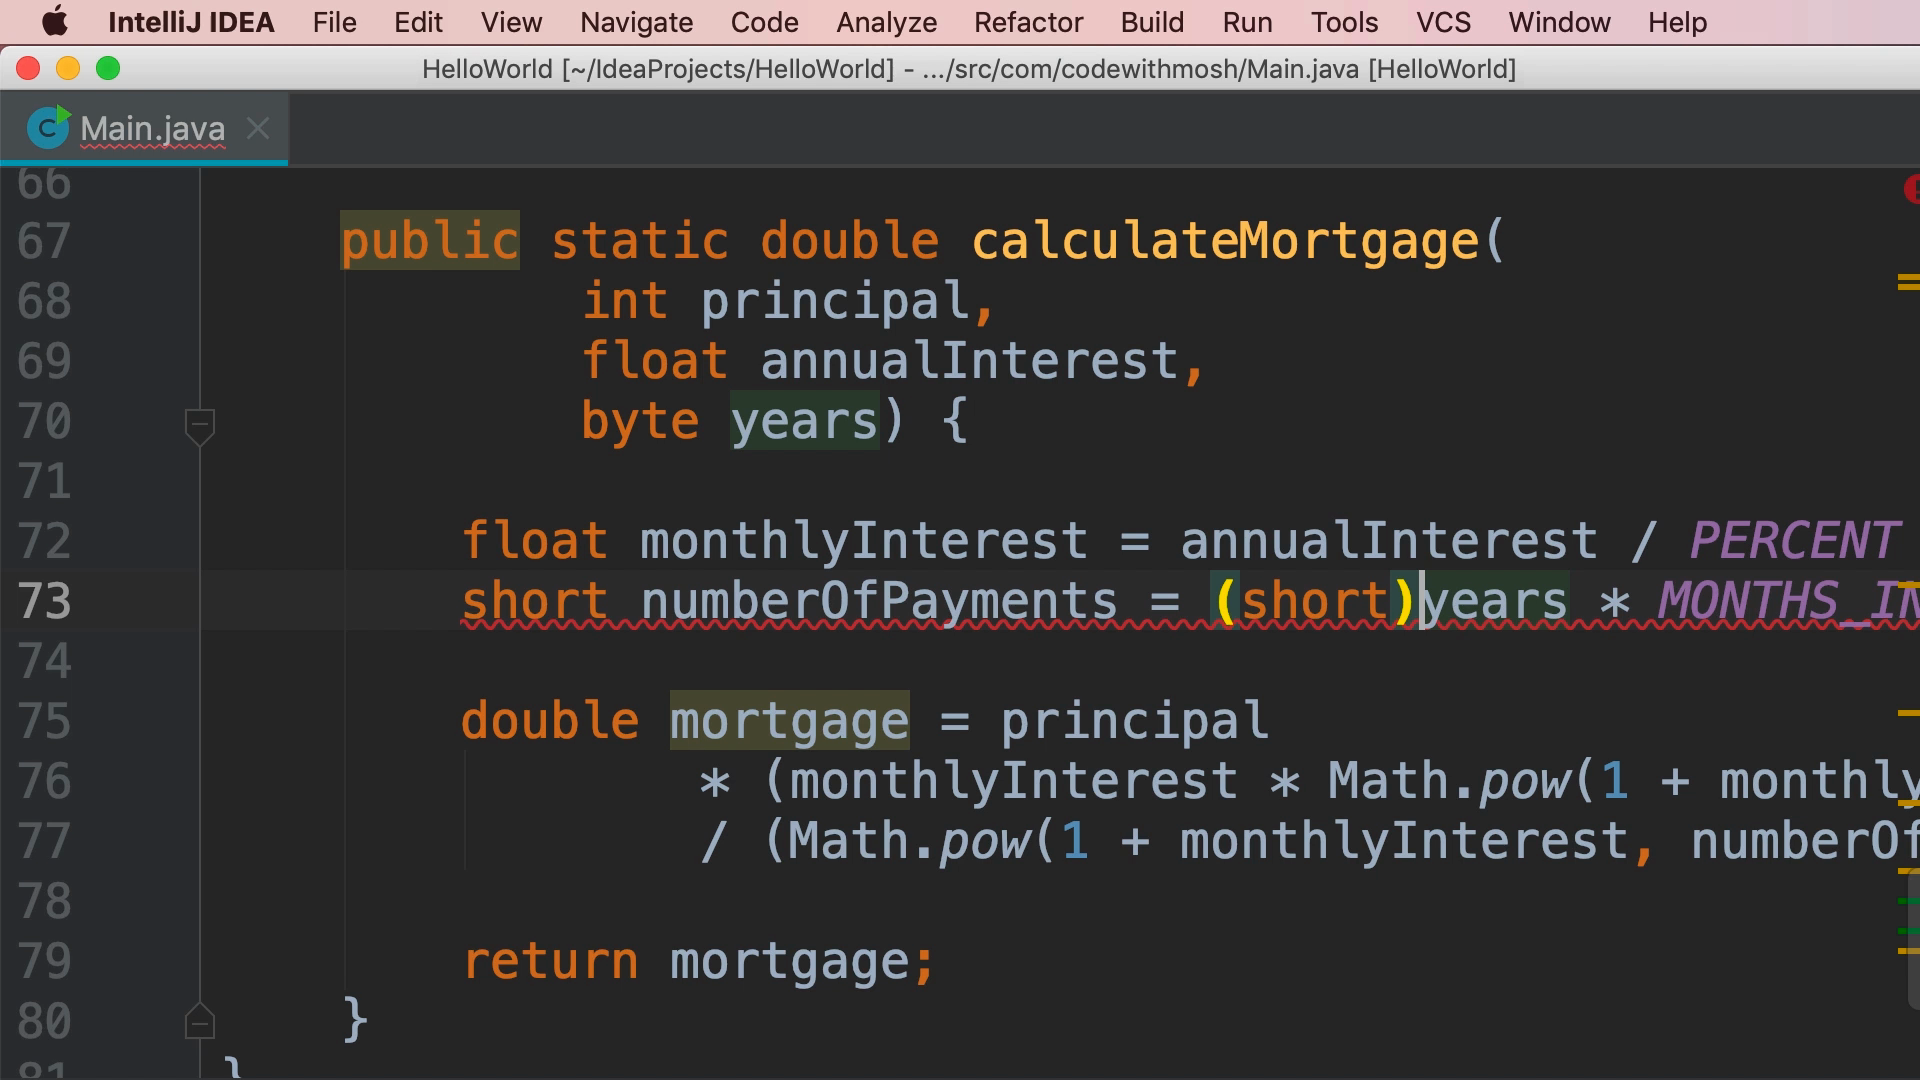 IntelliJ IDEA File Edit View Navigate Code Analyze Refactor Build Run Tools VCS Window Help
HelloWorld [~/IdeaProjects/HelloWorld] - .../src/com/codewithmosh/Main.java [HelloWorld]
C Main.java
66
67 public static double calculateMortgage(
68 int principal,
69 float annualInterest,
70 byte years) {
71
72 float monthlyInterest = annualInterest / PERCENT
73 short numberOfPayments = (short)years * MONTHS_IN
74
75 double mortgage = principal
76 * (monthlyInterest * Math.pow(1 + monthly
77 / (Math.pow(1 + monthlyInterest, numberOf
78
79 return mortgage;
80 }
81 }